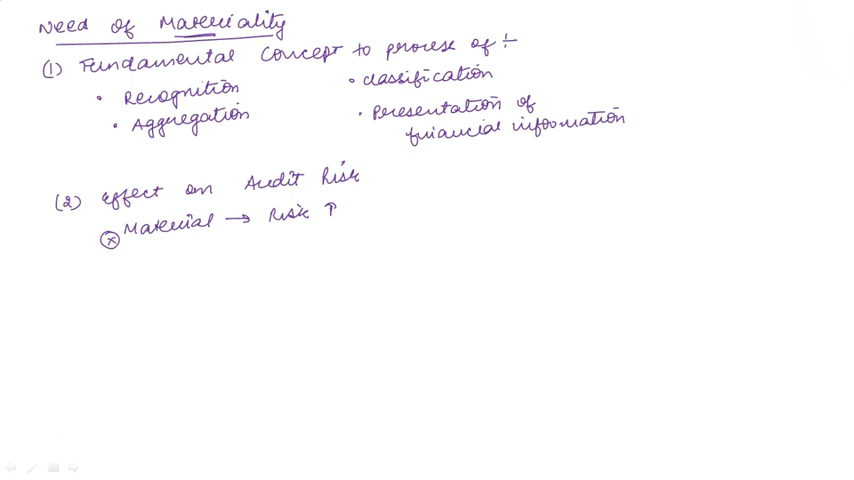 Need of Materiality
(1) Fundamental concept to process of ÷
• Recognition
• Aggregation
• classification
• presentation of
financial information
(2) effect on Audit Risk
ⓧ Material → Risk ↑